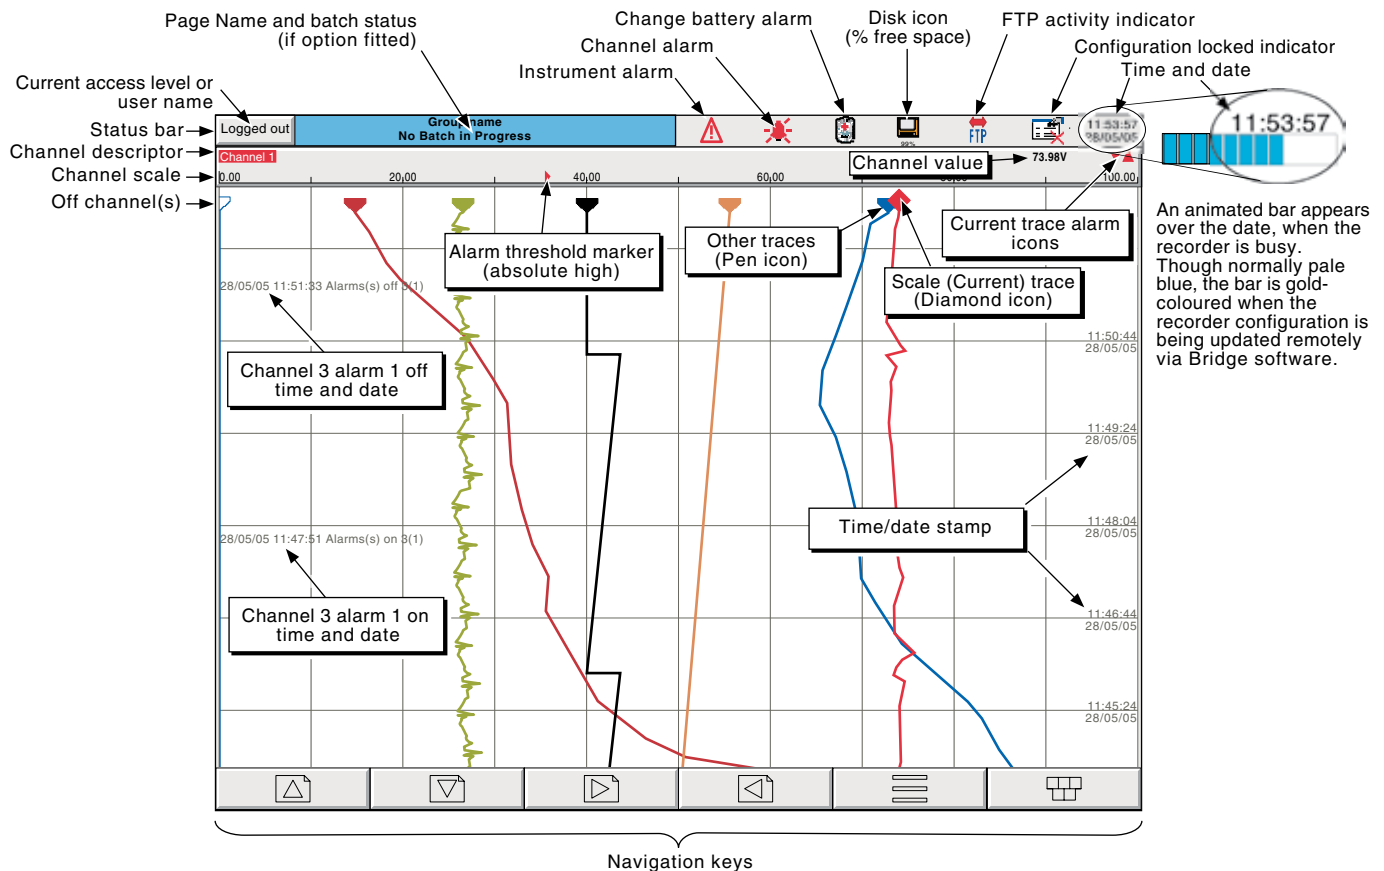 Page Name and batch status
(if option fitted)
Change battery alarm
Channel alarm
Instrument alarm
Disk icon
(% free space)
FTP activity indicator
Configuration locked indicator
Time and date
Current access level or
user name
Status bar
Channel descriptor
Channel scale
Off channel(s)
Logged out
Group name
No Batch in Progress
99%
FTP
11:53:57
28/05/05
11:53:57
Channel 1
Channel value
73.98V
0.00
20.00
40.00
60.00
100.00
Alarm threshold marker
(absolute high)
Other traces
(Pen icon)
Current trace alarm
icons
Scale (Current) trace
(Diamond icon)
An animated bar appears
over the date, when the
recorder is busy.
Though normally pale
blue, the bar is gold-
coloured when the
recorder configuration is
being updated remotely
via Bridge software.
28/05/05 11:51:33 Alarms(s) off 3(1)
Channel 3 alarm 1 off
time and date
11:50:44
28/05/05
11:49:24
28/05/05
Time/date stamp
11:48:04
28/05/05
28/05/05 11:47:51 Alarms(s) on 3(1)
Channel 3 alarm 1 on
time and date
11:46:44
28/05/05
11:45:24
28/05/05
Navigation keys